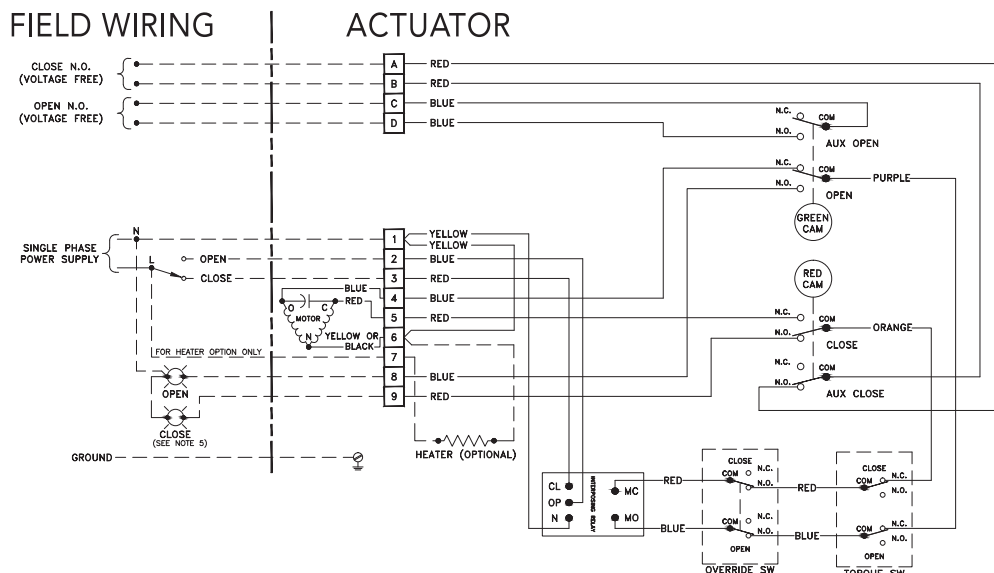 FIELD WIRING
ACTUATOR
CLOSE N.O.
(VOLTAGE FREE)
OPEN N.O.
(VOLTAGE FREE)
A RED
B RED
C BLUE
D BLUE
N.C.
COM
N.O.
AUX OPEN
N.C.
COM
PURPLE
N.O.
OPEN
GREEN
CAM
N
SINGLE PHASE
POWER SUPPLY
L
OPEN
CLOSE
1 YELLOW
YELLOW
2 BLUE
3 RED
BLUE
4 BLUE
O C RED
5 RED
MOTOR
N
YELLOW OR
BLACK
6
FOR HEATER OPTION ONLY
7
8 BLUE
9 RED
OPEN
CLOSE
(SEE NOTE 5)
GROUND
HEATER (OPTIONAL)
RED
CAM
N.C.
COM
ORANGE
N.O.
CLOSE
N.C.
COM
N.O.
AUX CLOSE
CL
OP
N
INTERPOSING RELAY
MC
MO
RED
BLUE
CLOSE
N.C.
COM
N.O.
COM
N.C.
N.O.
OPEN
OVERRIDE SW
RED
BLUE
CLOSE
COM
N.C.
N.O.
COM
N.C.
N.O.
OPEN
TORQUE SW